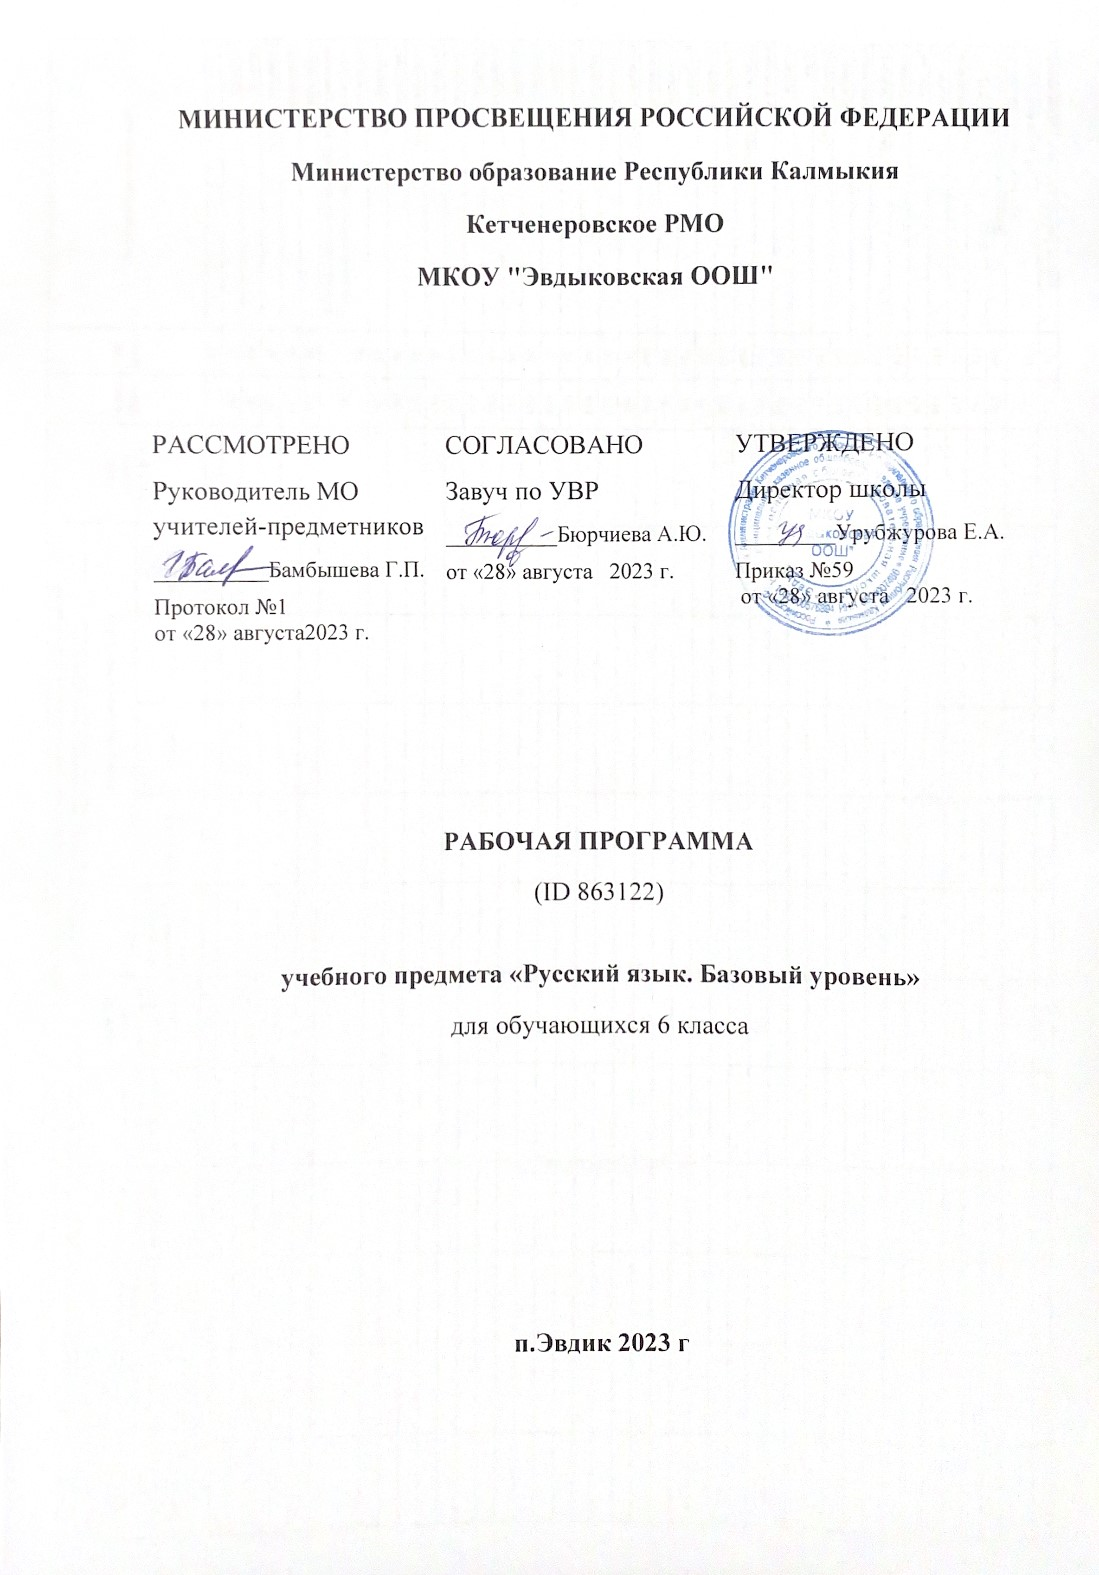 МИНИСТЕРСТВО ПРОСВЕЩЕНИЯ РОССИЙСКОЙ ФЕДЕРАЦИИ
Министерство образование Республики Калмыкия
Кетченеровское РМО
МКОУ "Эвдыковская ООШ"
РАССМОТРЕНО
Руководитель МО
учителей-предметников
Бамбышева Г.П.
Протокол №1
от «28» августа2023 г.
СОГЛАСОВАНО
Завуч по УВР
Бюрчиева А.Ю.
от «28» августа 2023 г.
УТВЕРЖДЕНО
Директор школы
Урубжурова Е.А.
Приказ №59
от «28» августа 2023 г.
МКОУ
ООШ"
РАБОЧАЯ ПРОГРАММА
(ID 863122)
учебного предмета «Русский язык. Базовый уровень»
для обучающихся 6 класса
п.Эвдик 2023 г